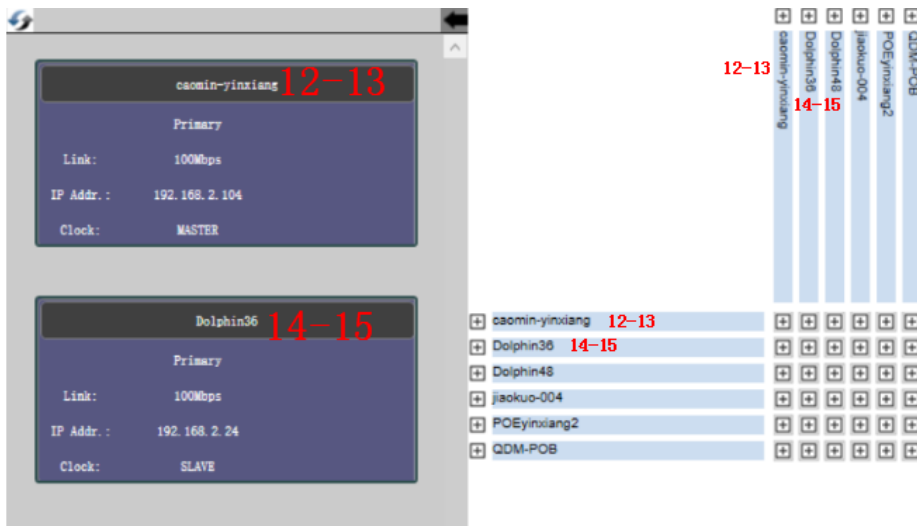 caomin-yinxiang 12-13
Primary
Link: 100Mbps
IP Addr.: 192.168.2.104
Clock: MASTER
Dolphin36 14-15
Primary
Link: 100Mbps
IP Addr.: 192.168.2.24
Clock: SLAVE
12-13
caomin-yinxiang
Dolphin36
14-15
Dolphin48
jiaokuo-004
POEyinxiang2
QDM-POB
caomin-yinxiang 12-13
Dolphin36 14-15
Dolphin48
jiaokuo-004
POEyinxiang2
QDM-POB